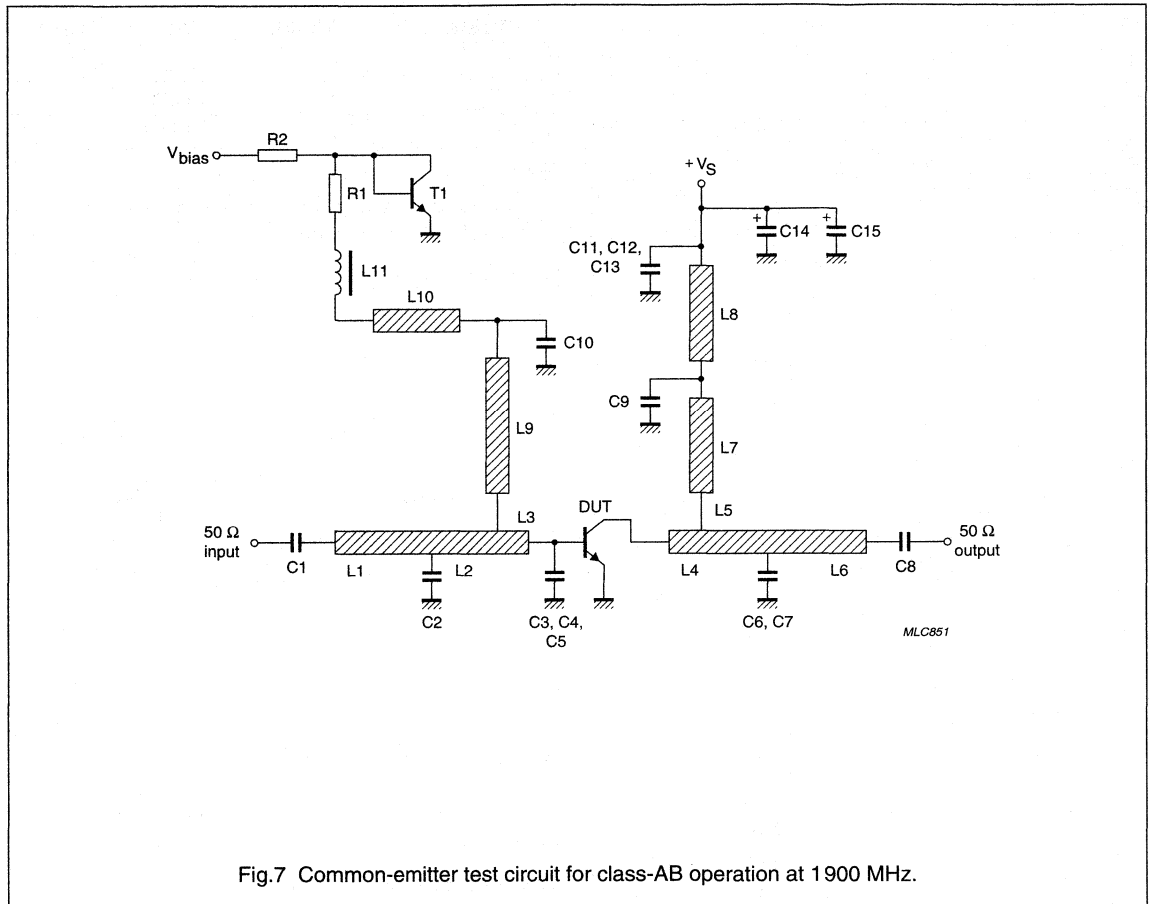 R2
V bias
R1
T1
+ VS
C14
C15
C11, C12,
C13
L11
L10
L8
C10
C9
L9
L7
L3
DUT
L5
50 Ω
input
50 Ω
output
C1
L1
L2
L4
L6
C8
C2
C3, C4,
C5
C6, C7
MLC851
Fig.7 Common-emitter test circuit for class-AB operation at 1900 MHz.